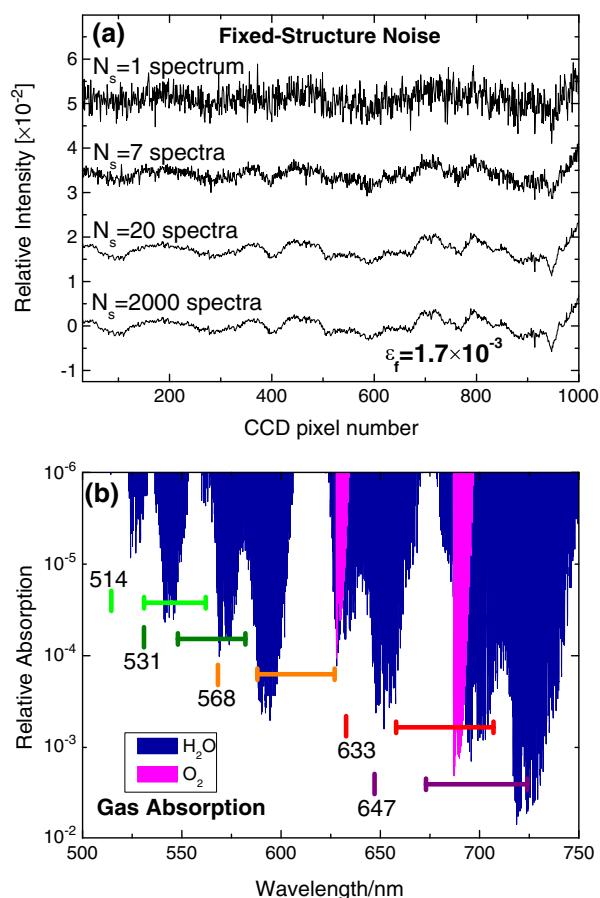 (a) Fixed-Structure Noise
6
N_s=1 spectrum
5
4
N_s=7 spectra
3
2
N_s=20 spectra
1
N_s=2000 spectra
0
ε_f=1.7×10^-3
-1
Relative Intensity [×10^-2]
200 400 600 800 1000
CCD pixel number
10^-6
(b)
10^-5
514
10^-4
531
568
10^-3
633
H₂O
O₂
647
Gas Absorption
10^-2
Relative Absorption
500 550 600 650 700 750
Wavelength/nm